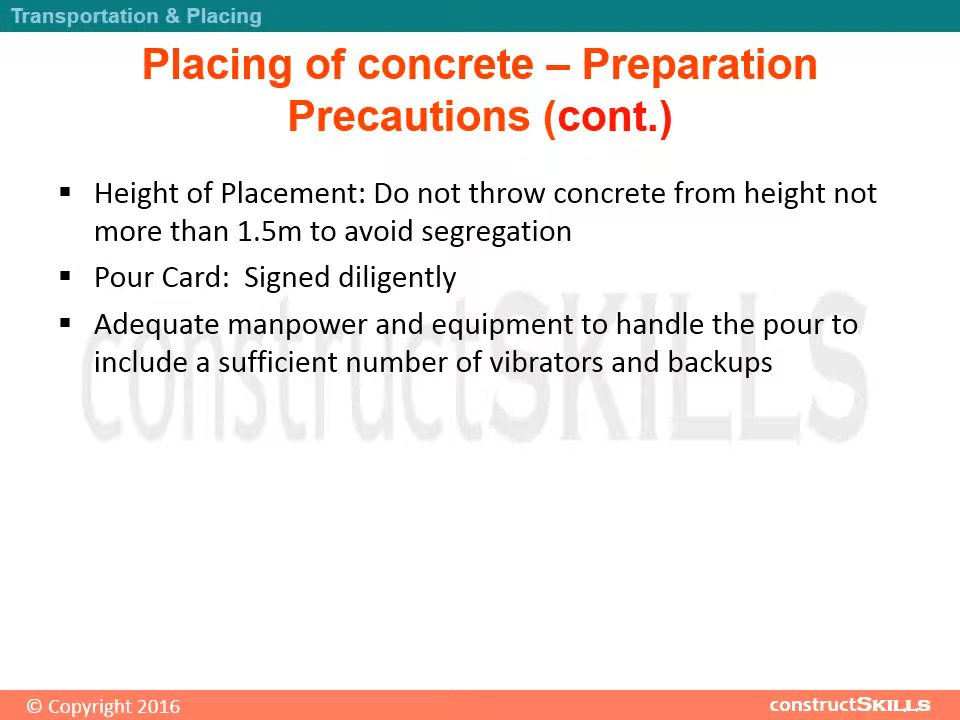 Transportation & Placing
Placing of concrete – Preparation
Precautions (cont.)
▪ Height of Placement: Do not throw concrete from height not
more than 1.5m to avoid segregation
▪ Pour Card:  Signed diligently
▪ Adequate manpower and equipment to handle the pour to
include a sufficient number of vibrators and backups
constructSKILLS
© Copyright 2016
constructSKILLS